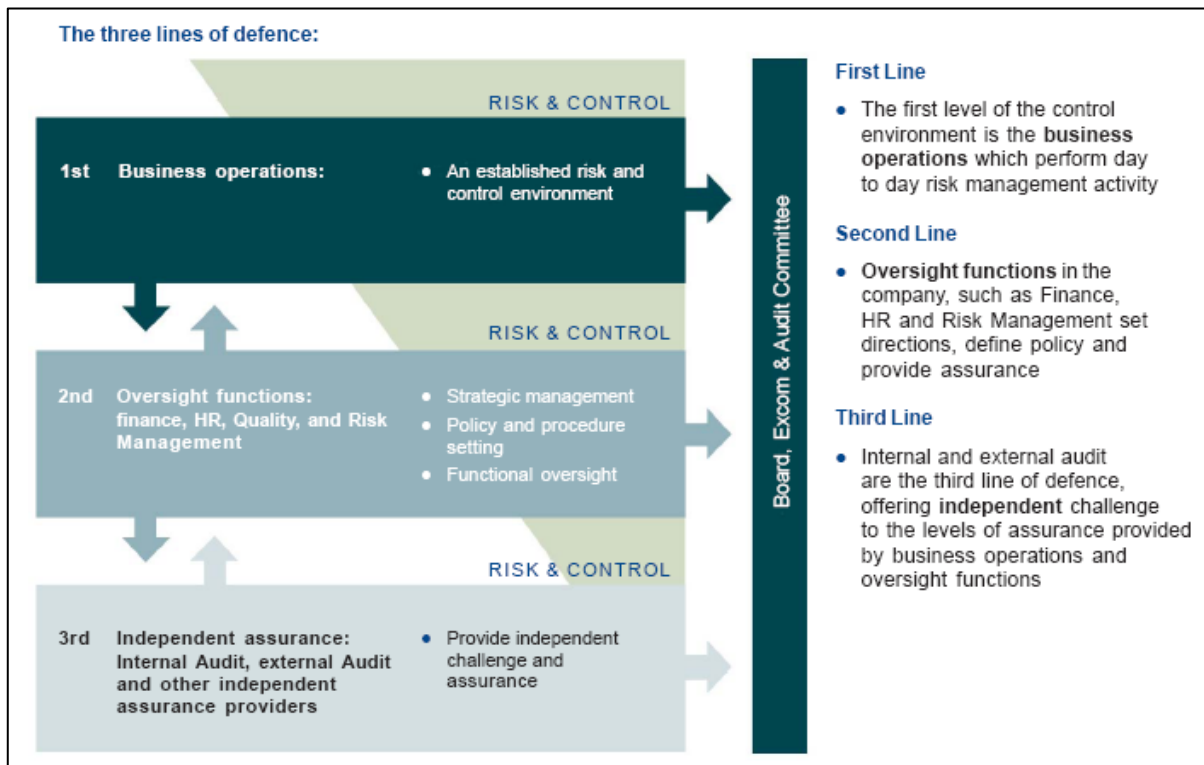 The three lines of defence:
RISK & CONTROL
1st Business operations:
• An established risk and
control environment
RISK & CONTROL
2nd Oversight functions:
finance, HR, Quality, and Risk
Management
• Strategic management
• Policy and procedure
setting
• Functional oversight
RISK & CONTROL
3rd Independent assurance:
Internal Audit, external Audit
and other independent
assurance providers
• Provide independent
challenge and
assurance
Board, Excom & Audit Committee
First Line
• The first level of the control
environment is the business
operations which perform day
to day risk management activity
Second Line
• Oversight functions in the
company, such as Finance,
HR and Risk Management set
directions, define policy and
provide assurance
Third Line
• Internal and external audit
are the third line of defence,
offering independent challenge
to the levels of assurance provided
by business operations and
oversight functions